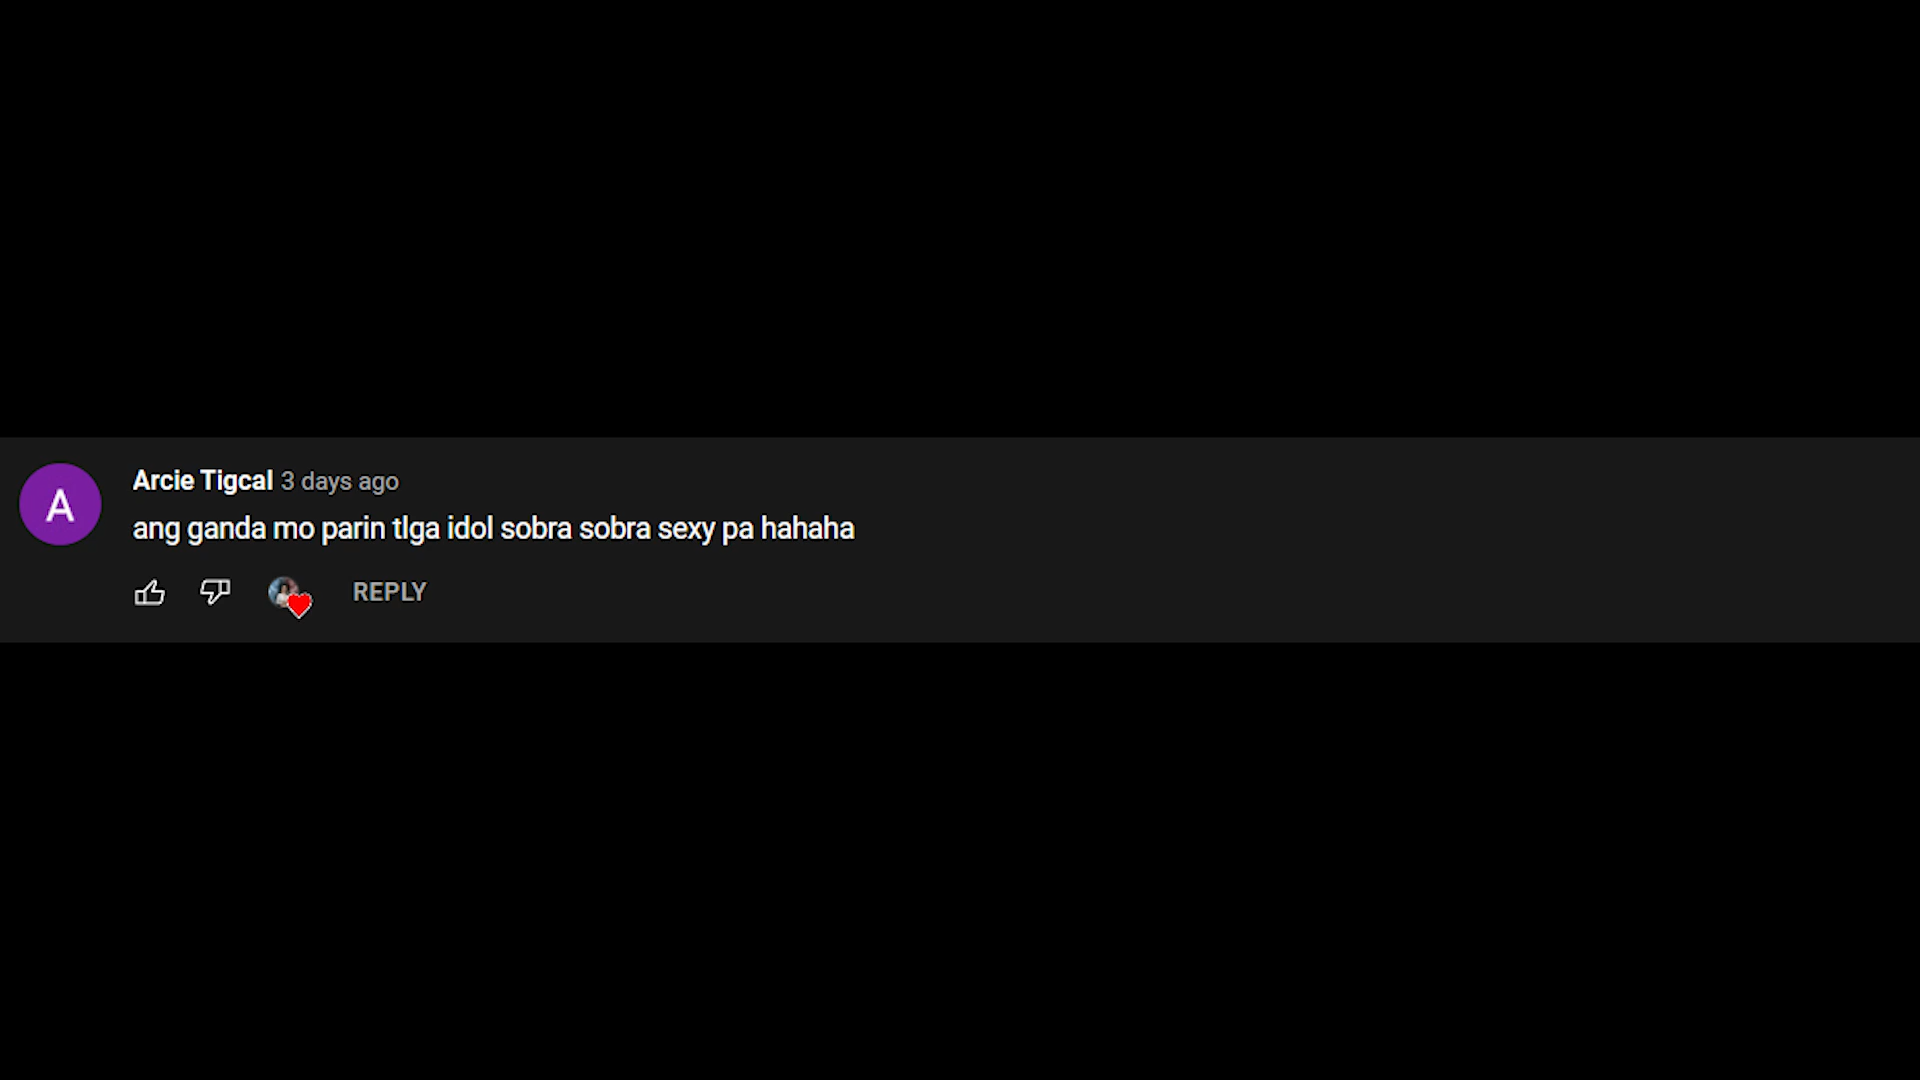 A
Arcie Tigcal 3 days ago
ang ganda mo parin tlga idol sobra sobra sexy pa hahaha
REPLY